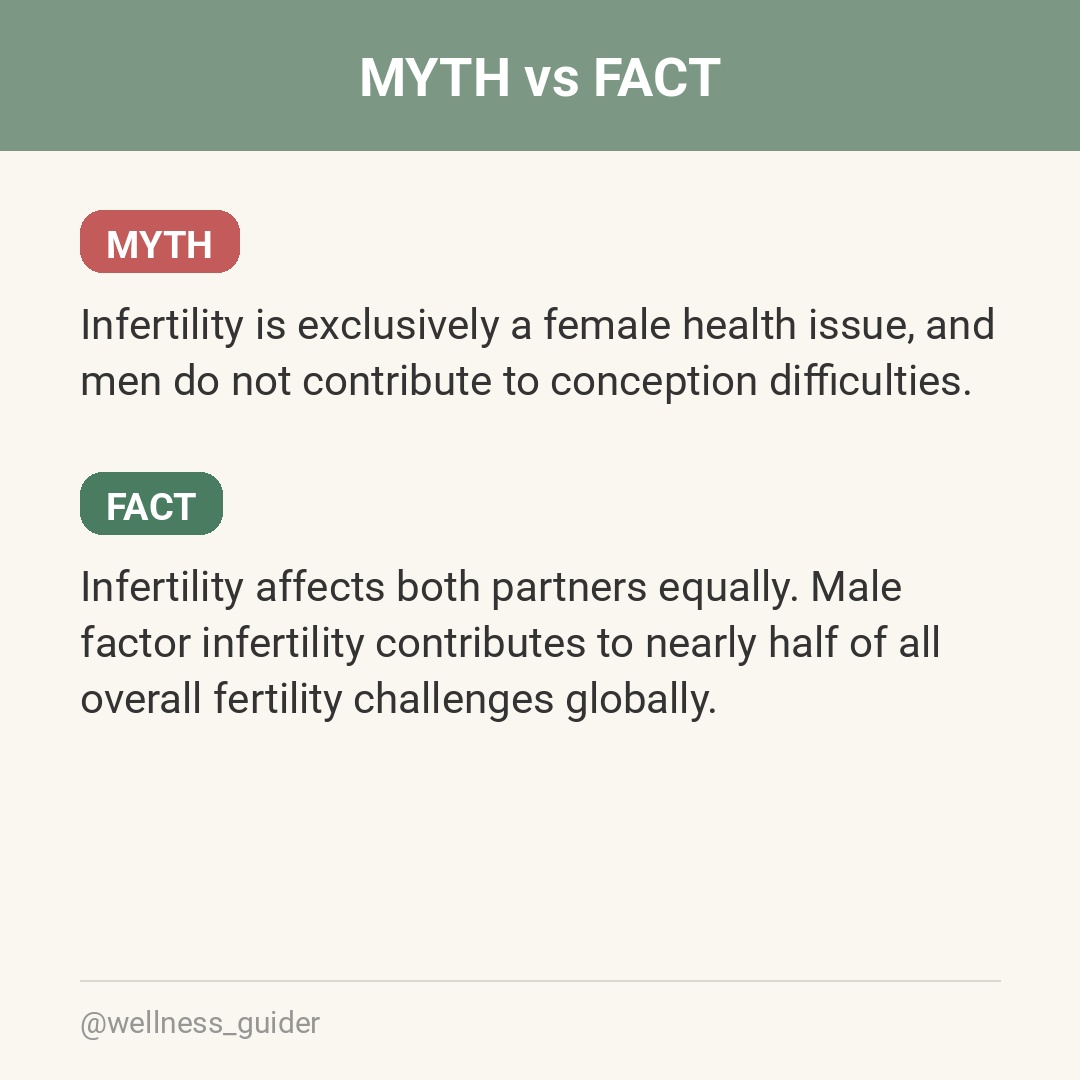 MYTH vs FACT
MYTH
Infertility is exclusively a female health issue, and
men do not contribute to conception difficulties.
FACT
Infertility affects both partners equally. Male
factor infertility contributes to nearly half of all
overall fertility challenges globally.
@wellness_guider